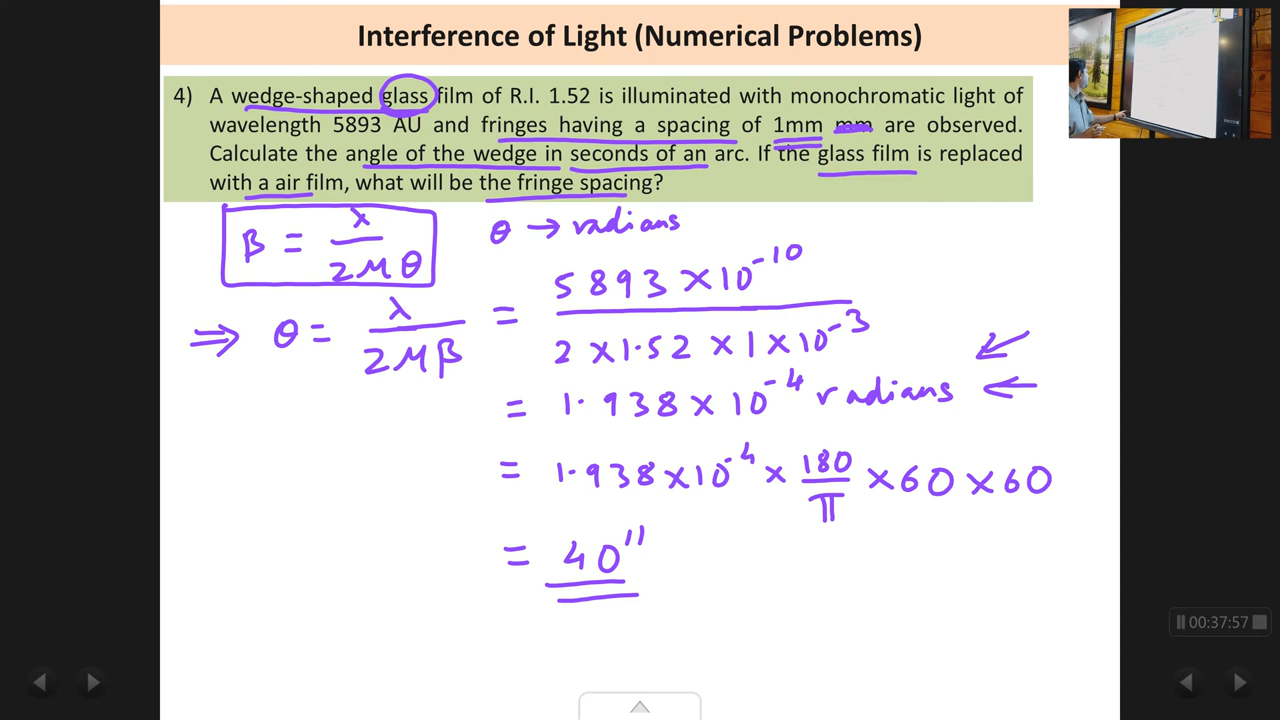 Interference of Light (Numerical Problems)
4) A wedge-shaped glass film of R.I. 1.52 is illuminated with monochromatic light of
wavelength 5893 AU and fringes having a spacing of 1mm mm are observed.
Calculate the angle of the wedge in seconds of an arc. If the glass film is replaced
with a air film, what will be the fringe spacing?
β = λ / 2μθ θ → radians
⇒ θ = λ / 2μβ = 5893 × 10⁻¹⁰ / 2 × 1.52 × 1 × 10⁻³
= 1.938 × 10⁻⁴ radians
= 1.938 × 10⁻⁴ × 180 / π × 60 × 60
= 40"
00:37:57